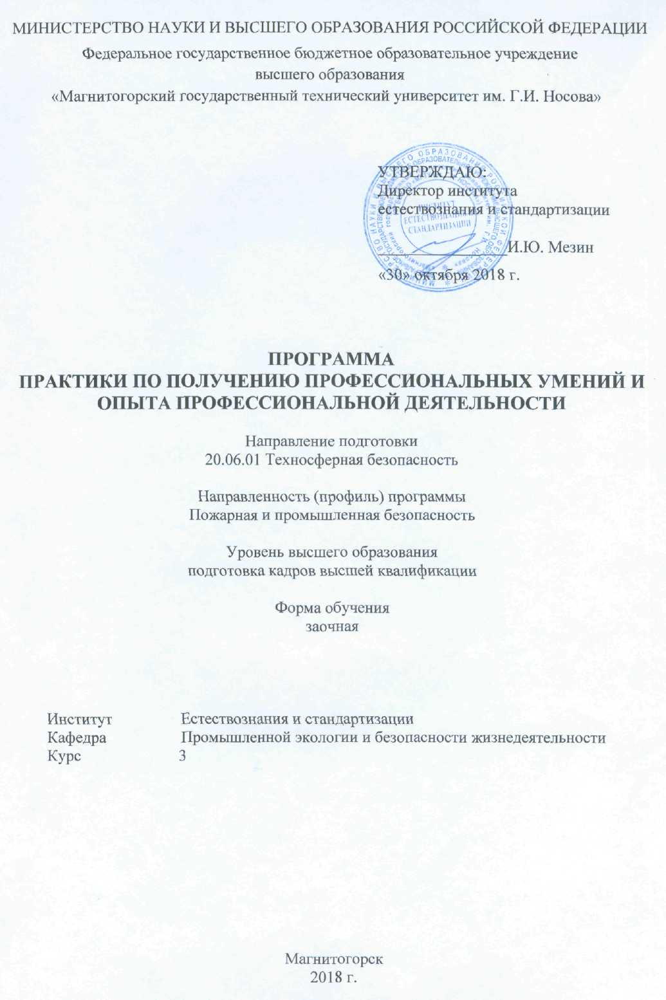 МИНИСТЕРСТВО НАУКИ И ВЫСШЕГО ОБРАЗОВАНИЯ РОССИЙСКОЙ ФЕДЕРАЦИИ
Федеральное государственное бюджетное образовательное учреждение
высшего образования
«Магнитогорский государственный технический университет им. Г.И. Носова»
УТВЕРЖДАЮ:
Директор института
естествознания и стандартизации
И.Ю. Мезин
«30» октября 2018 г.
ИНСТИТУТ
ЕСТЕСТВОЗНАНИЯ И
СТАНДАРТИЗАЦИИ
ПРОГРАММА
ПРАКТИКИ ПО ПОЛУЧЕНИЮ ПРОФЕССИОНАЛЬНЫХ УМЕНИЙ И
ОПЫТА ПРОФЕССИОНАЛЬНОЙ ДЕЯТЕЛЬНОСТИ
Направление подготовки
20.06.01 Техносферная безопасность
Направленность (профиль) программы
Пожарная и промышленная безопасность
Уровень высшего образования
подготовка кадров высшей квалификации
Форма обучения
заочная
Институт Естествознания и стандартизации
Кафедра Промышленной экологии и безопасности жизнедеятельности
Курс 3
Магнитогорск
2018 г.